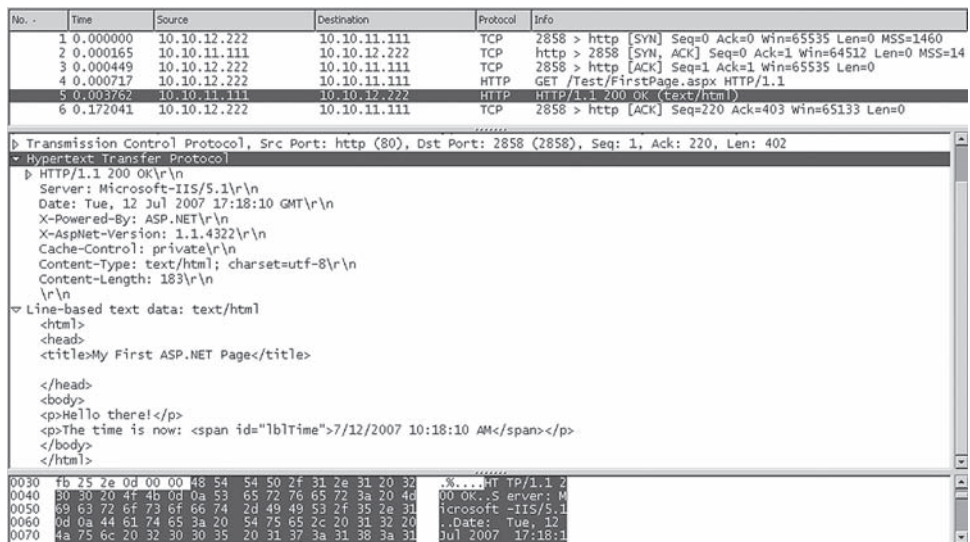 No. - Time Source Destination Protocol Info
1 0.000000 10.10.12.222 10.10.11.111 TCP 2858 > http [SYN] Seq=0 Ack=0 Win=65535 Len=0 MSS=1460
2 0.000165 10.10.11.111 10.10.12.222 TCP http > 2858 [SYN, ACK] Seq=0 Ack=1 Win=64512 Len=0 MSS=14
3 0.000449 10.10.12.222 10.10.11.111 TCP 2858 > http [ACK] Seq=1 Ack=1 Win=65535 Len=0
4 0.000717 10.10.12.222 10.10.11.111 HTTP GET /Test/FirstPage.aspx HTTP/1.1
5 0.003762 10.10.11.111 10.10.12.222 HTTP HTTP/1.1 200 OK (text/html)
6 0.172041 10.10.12.222 10.10.11.111 TCP 2858 > http [ACK] Seq=220 Ack=403 Win=65133 Len=0
Transmission Control Protocol, Src Port: http (80), Dst Port: 2858 (2858), Seq: 1, Ack: 220, Len: 402
Hypertext Transfer Protocol
HTTP/1.1 200 OK\r\n
Server: Microsoft-IIS/5.1\r\n
Date: Tue, 12 Jul 2007 17:18:10 GMT\r\n
X-Powered-By: ASP.NET\r\n
X-AspNet-Version: 1.1.4322\r\n
Cache-Control: private\r\n
Content-Type: text/html; charset=utf-8\r\n
Content-Length: 183\r\n
\r\n
Line-based text data: text/html
<html>
<head>
<title>My First ASP.NET Page</title>
</head>
<body>
<p>Hello there!</p>
<p>The time is now: <span id="lblTime">7/12/2007 10:18:10 AM</span></p>
</body>
</html>
0030 fb 25 2e 0d 00 00 48 54 54 50 2f 31 2e 31 20 32 .%....HT TP/1.1 2
0040 30 30 20 4f 4b 0d 0a 53 65 72 76 65 72 3a 20 4d 00 OK..S erver: M
0050 69 63 72 6f 73 6f 66 74 2d 49 49 53 2f 35 2e 31 icrosoft -IIS/5.1
0060 0d 0a 44 61 74 65 3a 20 54 75 65 2c 20 31 32 20 ..Date: Tue, 12
0070 4a 75 6c 20 32 30 30 35 20 31 37 3a 31 38 3a 31 Jul 2007 17:18:1